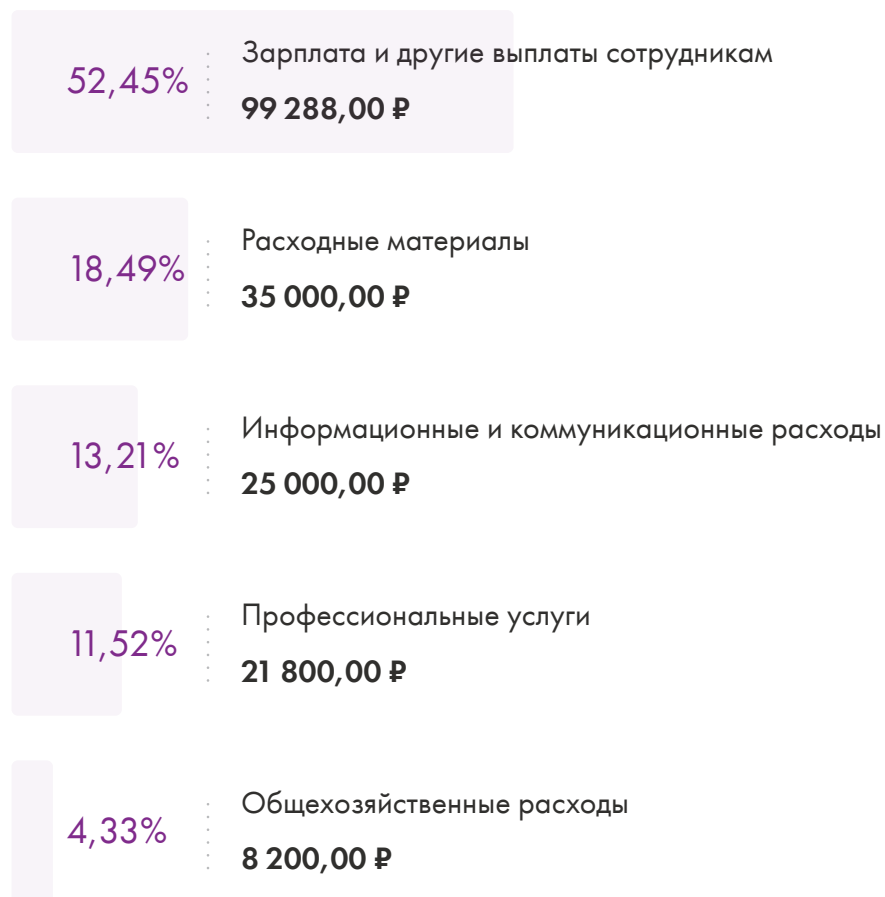 52,45%
Зарплата и другие выплаты сотрудникам
99 288,00 ₽
18,49%
Расходные материалы
35 000,00 ₽
13,21%
Информационные и коммуникационные расходы
25 000,00 ₽
11,52%
Профессиональные услуги
21 800,00 ₽
4,33%
Общехозяйственные расходы
8 200,00 ₽